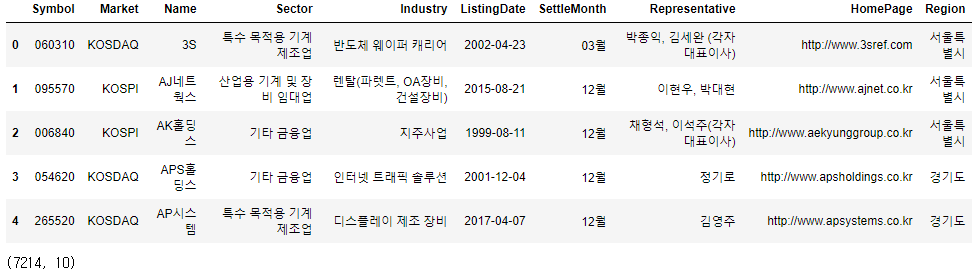 Symbol Market Name Sector Industry ListingDate SettleMonth Representative HomePage Region
0 060310 KOSDAQ 3S 특수 목적용 기계 제조업 반도체 웨이퍼 캐리어 2002-04-23 03월 박종익, 김세완 (각자 대표이사) http://www.3sref.com 서울특별시
1 095570 KOSPI AJ네트웍스 산업용 기계 및 장비 임대업 렌탈(파렛트, OA장비, 건설장비) 2015-08-21 12월 이현우, 박대현 http://www.ajnet.co.kr 서울특별시
2 006840 KOSPI AK홀딩스 기타 금융업 지주사업 1999-08-11 12월 채형석, 이석주(각자 대표이사) http://www.aekyunggroup.co.kr 서울특별시
3 054620 KOSDAQ APS홀딩스 기타 금융업 인터넷 트래픽 솔루션 2001-12-04 12월 정기로 http://www.apsholdings.co.kr 경기도
4 265520 KOSDAQ AP시스템 특수 목적용 기계 제조업 디스플레이 제조 장비 2017-04-07 12월 김영주 http://www.apsystems.co.kr 경기도
(7214, 10)